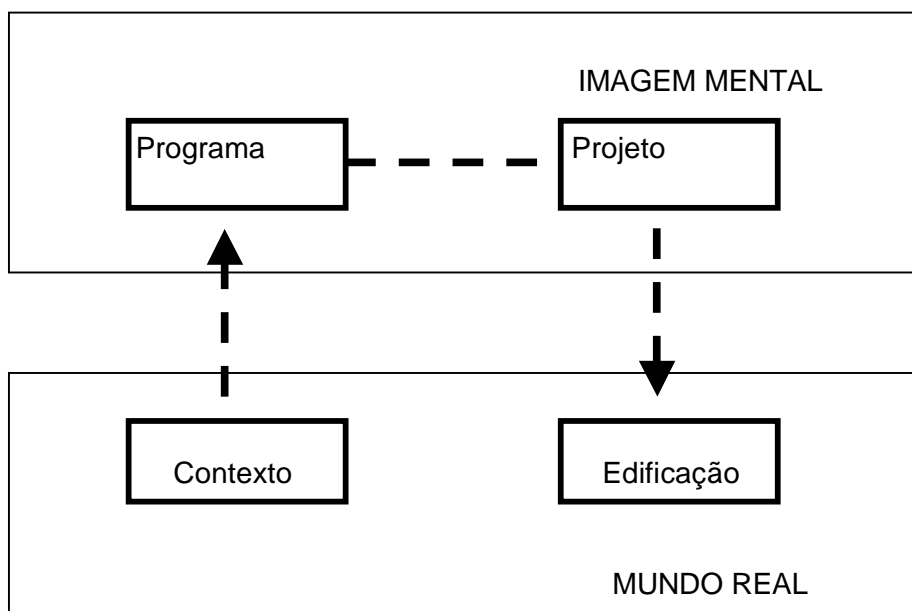 IMAGEM MENTAL
Programa
Projeto
Contexto
Edificação
MUNDO REAL